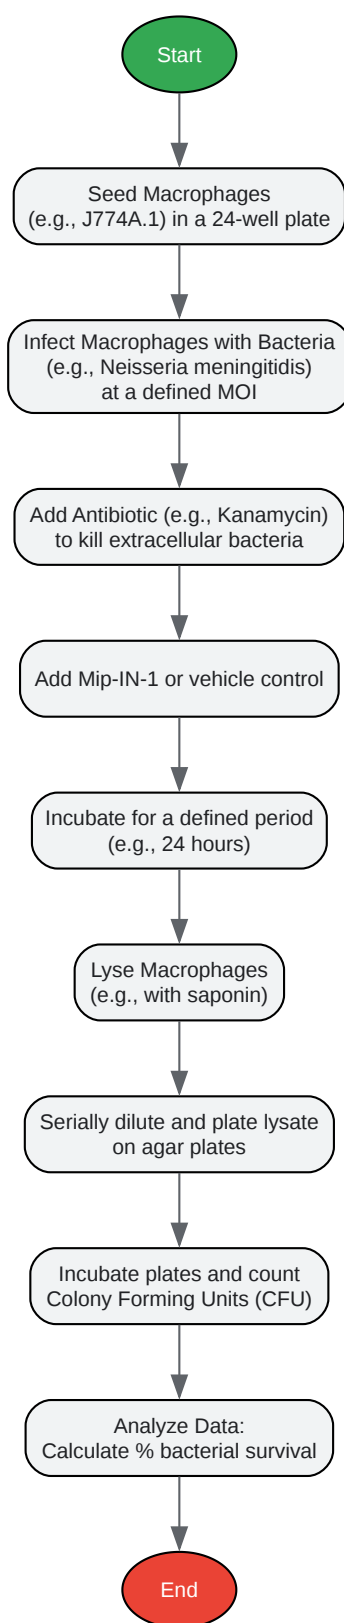 Start
Seed Macrophages
(e.g., J774A.1) in a 24-well plate
Infect Macrophages with Bacteria
(e.g., Neisseria meningitidis)
at a defined MOI
Add Antibiotic (e.g., Kanamycin)
to kill extracellular bacteria
Add Mip-IN-1 or vehicle control
Incubate for a defined period
(e.g., 24 hours)
Lyse Macrophages
(e.g., with saponin)
Serially dilute and plate lysate
on agar plates
Incubate plates and count
Colony Forming Units (CFU)
Analyze Data:
Calculate % bacterial survival
End